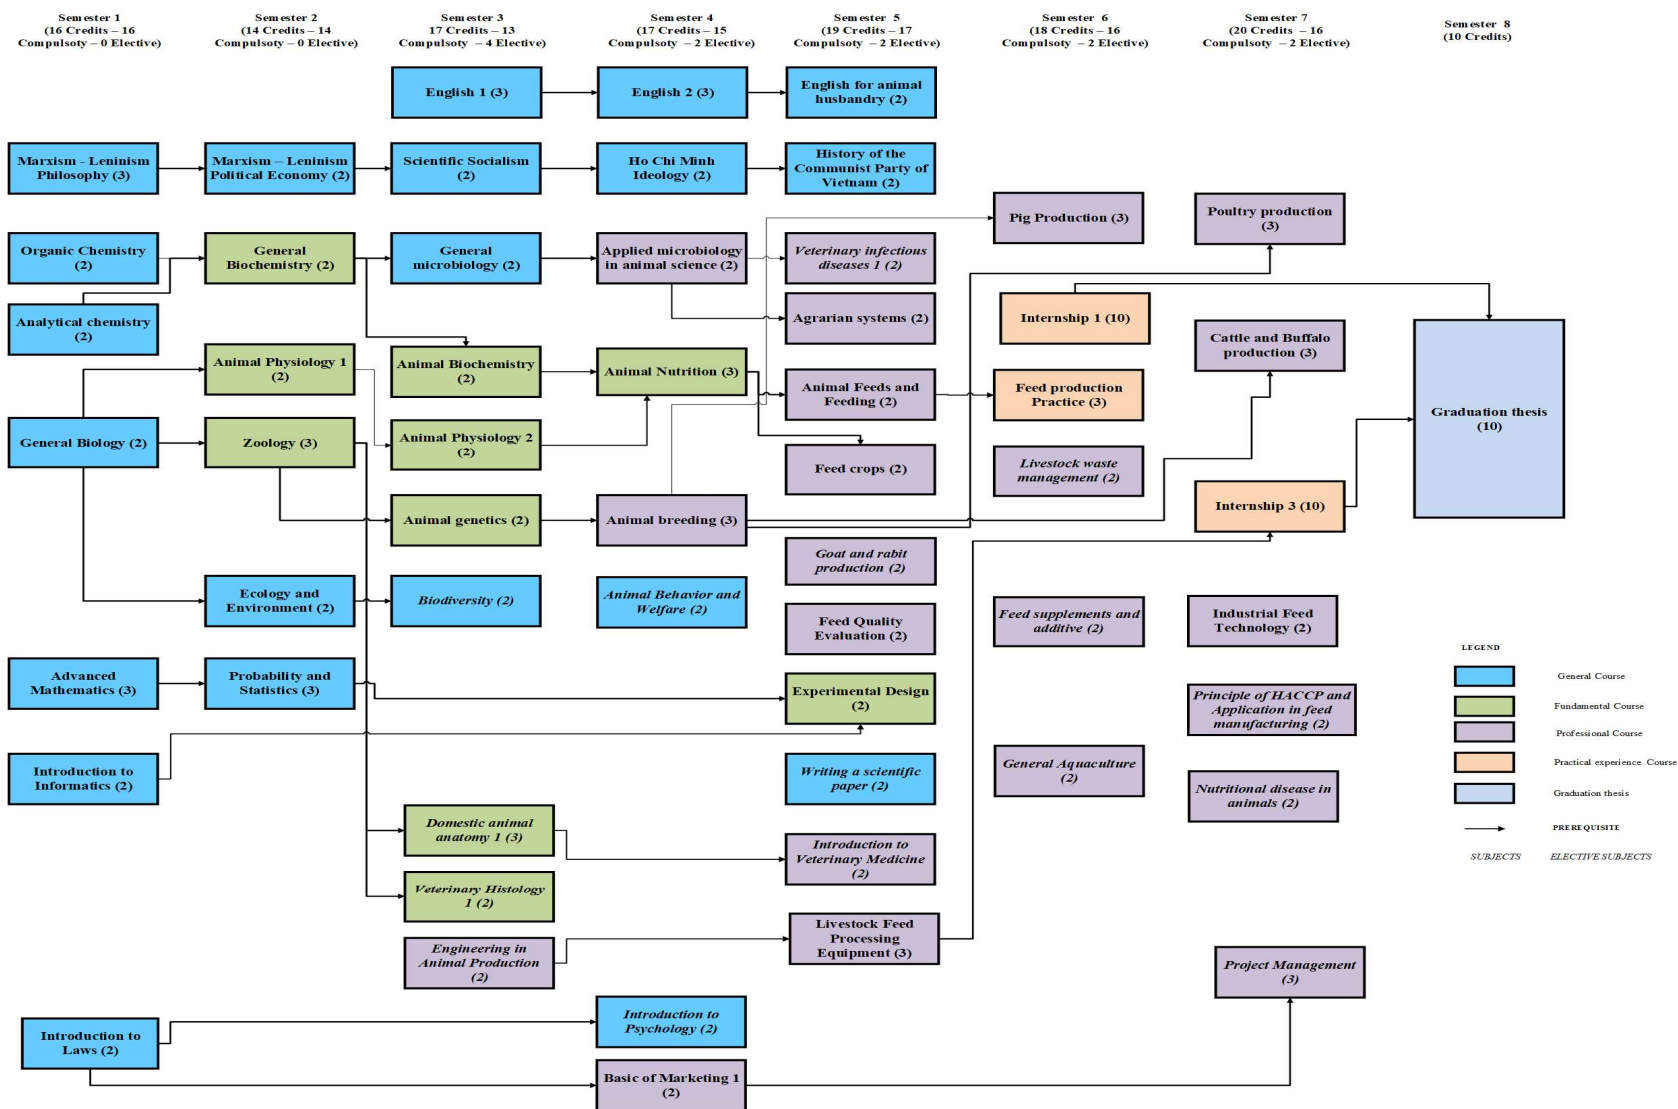 Semester 1
(16 Credits – 16
Compulsoty – 0 Elective)
Semester 2
(14 Credits – 14
Compulsoty – 0 Elective)
Semester 3
17 Credits – 13
Compulsoty – 4 Elective)
Semester 4
(17 Credits – 15
Compulsoty – 2 Elective)
Semester 5
(19 Credits – 17
Compulsoty – 2 Elective)
Semester 6
(18 Credits – 16
Compulsoty – 2 Elective)
Semester 7
(20 Credits – 16
Compulsoty – 2 Elective)
Semester 8
(10 Credits)
English 1 (3)
English 2 (3)
English for animal
husbandry (2)
Marxism - Leninism
Philosophy (3)
Marxism – Leninism
Political Economy (2)
Scientific Socialism
(2)
Ho Chi Minh
Ideology (2)
History of the
Communist Party of
Vietnam (2)
Pig Production (3)
Poultry production
(3)
Organic Chemistry
(2)
General
Biochemistry (2)
General
microbiology (2)
Applied microbiology
in animal science (2)
Veterinary infectious
diseases 1 (2)
Analytical chemistry
(2)
Agrarian systems (2)
Internship 1 (10)
Cattle and Buffalo
production (3)
Animal Physiology 1
(2)
Animal Biochemistry
(2)
Animal Nutrition (3)
Animal Feeds and
Feeding (2)
Feed production
Practice (3)
Graduation thesis
(10)
General Biology (2)
Zoology (3)
Animal Physiology 2
(2)
Feed crops (2)
Livestock waste
management (2)
Animal genetics (2)
Animal breeding (3)
Internship 3 (10)
Goat and rabit
production (2)
Ecology and
Environment (2)
Biodiversity (2)
Animal Behavior and
Welfare (2)
Feed Quality
Evaluation (2)
Feed supplements and
additive (2)
Industrial Feed
Technology (2)
Advanced
Mathematics (3)
Probability and
Statistics (3)
Experimental Design
(2)
Principle of HACCP and
Application in feed
manufacturing (2)
Introduction to
Informatics (2)
Writing a scientific
paper (2)
General Aquaculture
(2)
Nutritional disease in
animals (2)
Domestic animal
anatomy 1 (3)
Introduction to
Veterinary Medicine
(2)
Veterinary Histology
1 (2)
Engineering in
Animal Production
(2)
Livestock Feed
Processing
Equipment (3)
Project Management
(3)
Introduction to
Laws (2)
Introduction to
Psychology (2)
Basic of Marketing 1
(2)
LEGEND
General Course
Fundamental Course
Professional Course
Practical experience Course
Graduation thesis
PREREQUISITE
SUBJECTS ELECTIVE SUBJECTS